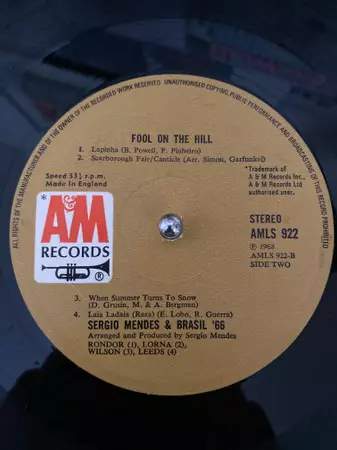 ALL RIGHTS OF THE MANUFACTURER AND OF THE OWNER OF THE RECORDED WORK RESERVED UNAUTHORISED COPYING, PUBLIC PERFORMANCE AND BROADCASTING OF THIS RECORD PROHIBITED
FOOL ON THE HILL
1. Lapinha (B. Powell, P. Pinheiro)
2. Scarborough Fair/Canticle (Arr. Simon, Garfunkel)
Speed 33⅓ r.p.m.
Made in England
*Trademark of
A & M Records Inc.,
A & M Records Ltd
authorised user.
A&M
RECORDS
®
STEREO
AMLS 922
℗ 1968
AMLS 922-B
SIDE TWO
3. When Summer Turns To Snow
(D. Grusin, M. & A. Bergman)
4. Laia Ladaia (Reza) (E. Lobo, R. Guerra)
SERGIO MENDES & BRASIL '66
Arranged and Produced by Sergio Mendes
RONDOR (1), LORNA (2),
WILSON (3), LEEDS (4)